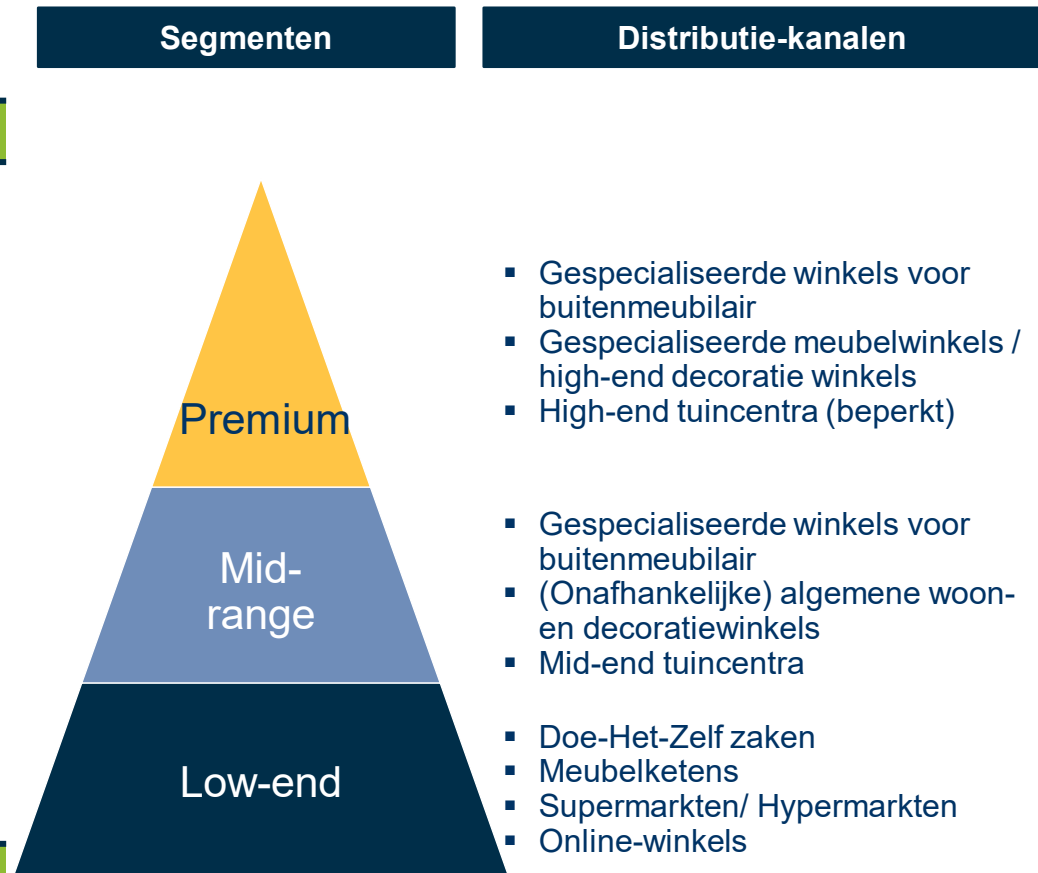 Segmenten
Distributie-kanalen
Premium
▪ Gespecialiseerde winkels voor
buitenmeubilair
▪ Gespecialiseerde meubelwinkels /
high-end decoratie winkels
▪ High-end tuincentra (beperkt)
Mid-
range
▪ Gespecialiseerde winkels voor
buitenmeubilair
▪ (Onafhankelijke) algemene woon-
en decoratiewinkels
▪ Mid-end tuincentra
Low-end
▪ Doe-Het-Zelf zaken
▪ Meubelketens
▪ Supermarkten/ Hypermarkten
▪ Online-winkels